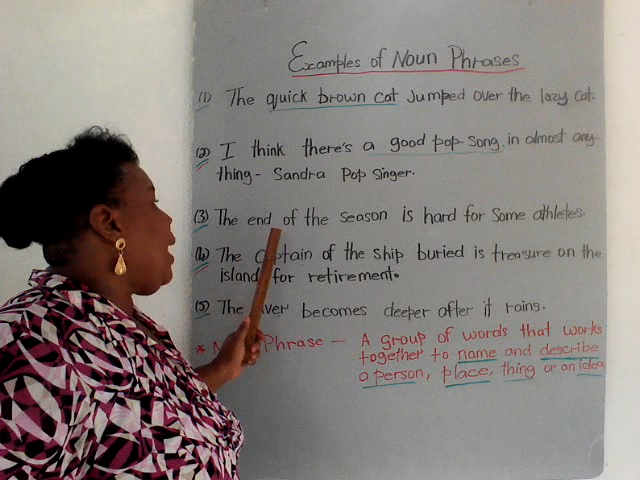 Examples of Noun Phrases
(1) The quick brown cat jumped over the lazy cat.
(2) I think there's a good pop song in almost any-
thing - Sandra Pop Singer.
(3) The end of the season is hard for some athletes.
(4) The captain of the ship buried is treasure on the
island for retirement.
(5) The river becomes deeper after it rains.
* Phrase — A group of words that works
together to name and describe
a person, place, thing or an idea